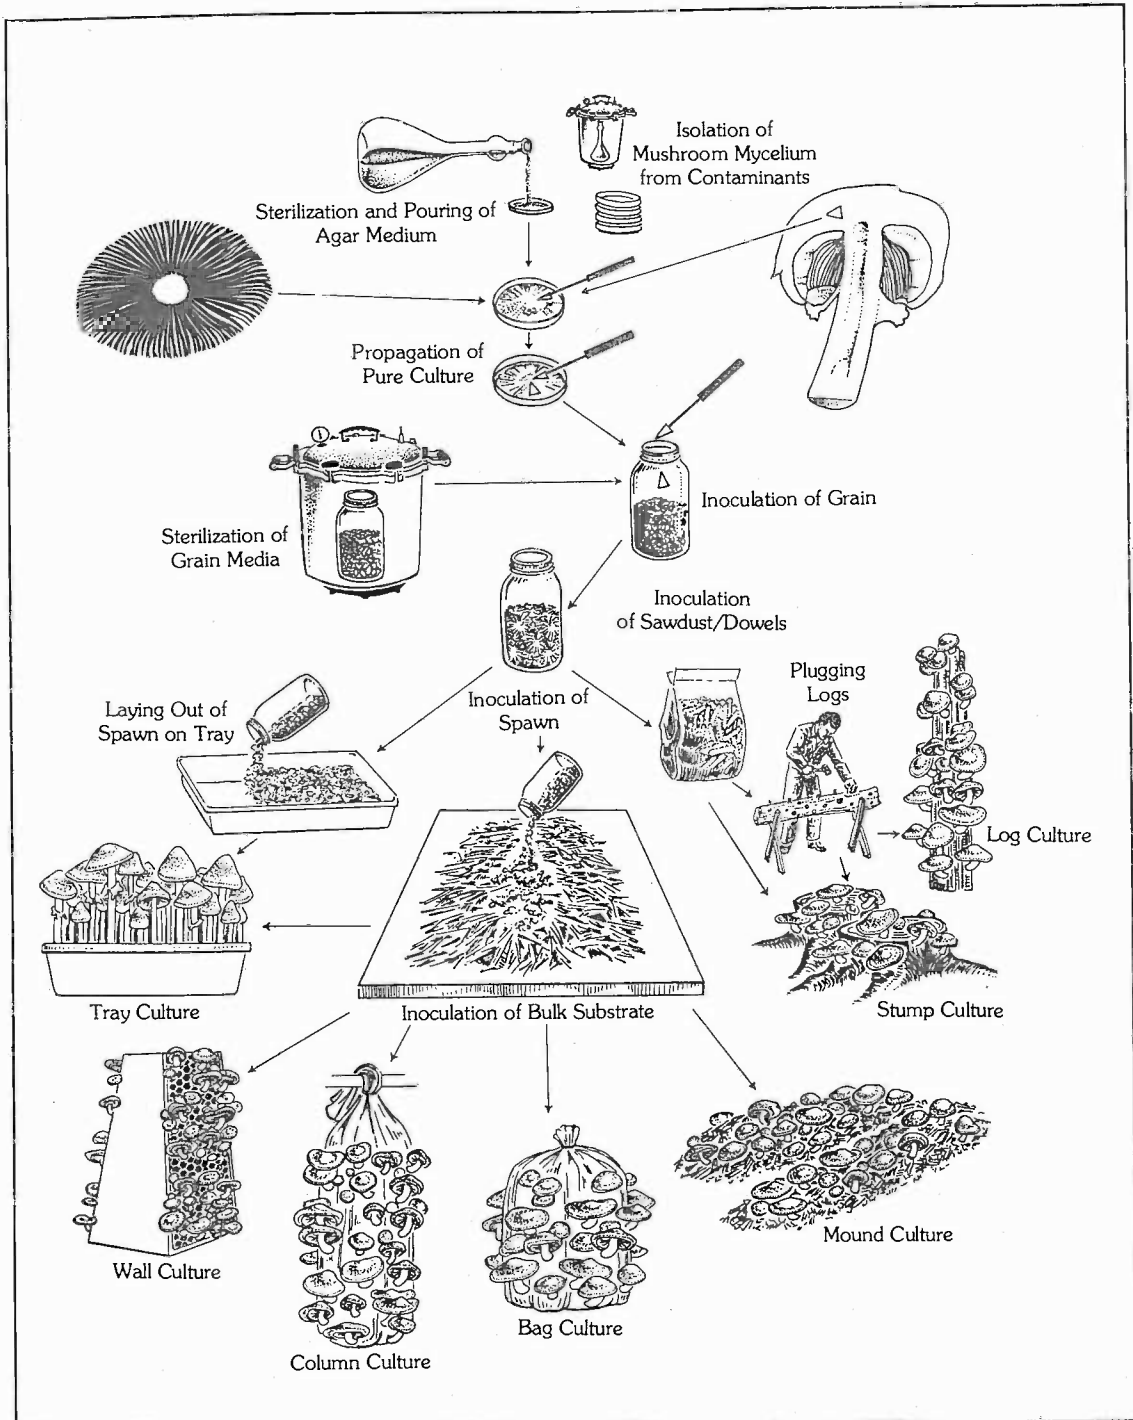 Isolation of
Mushroom Mycelium
from Contaminants
Sterilization and Pouring of
Agar Medium
Propagation of
Pure Culture
Inoculation of Grain
Sterilization of
Grain Media
Inoculation
of Sawdust/Dowels
Plugging
Logs
Inoculation of
Spawn
Laying Out of
Spawn on Tray
Log Culture
Tray Culture
Inoculation of Bulk Substrate
Stump Culture
Mound Culture
Wall Culture
Bag Culture
Column Culture